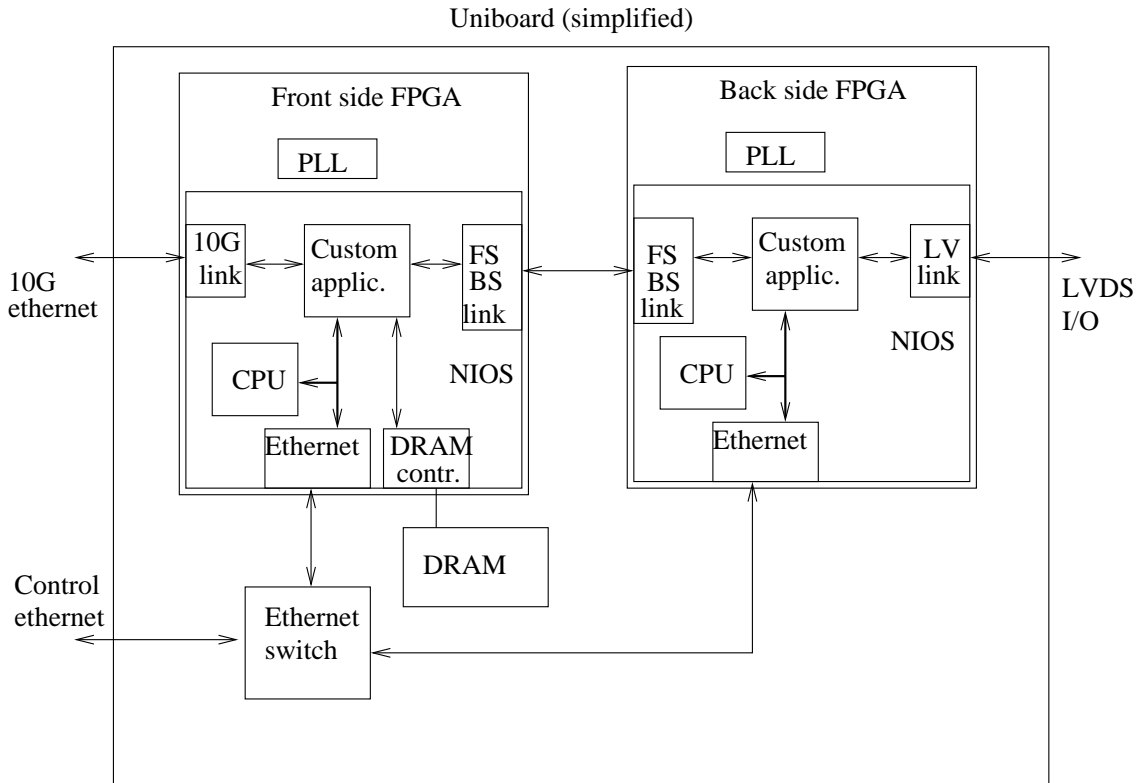 Uniboard (simplified)
Front side FPGA
PLL
10G
link
Custom
applic.
FS
BS
link
CPU
NIOS
Ethernet
DRAM
contr.
Back side FPGA
PLL
FS
BS
link
Custom
applic.
LV
link
CPU
NIOS
Ethernet
10G
ethernet
LVDS
I/O
DRAM
Control
ethernet
Ethernet
switch